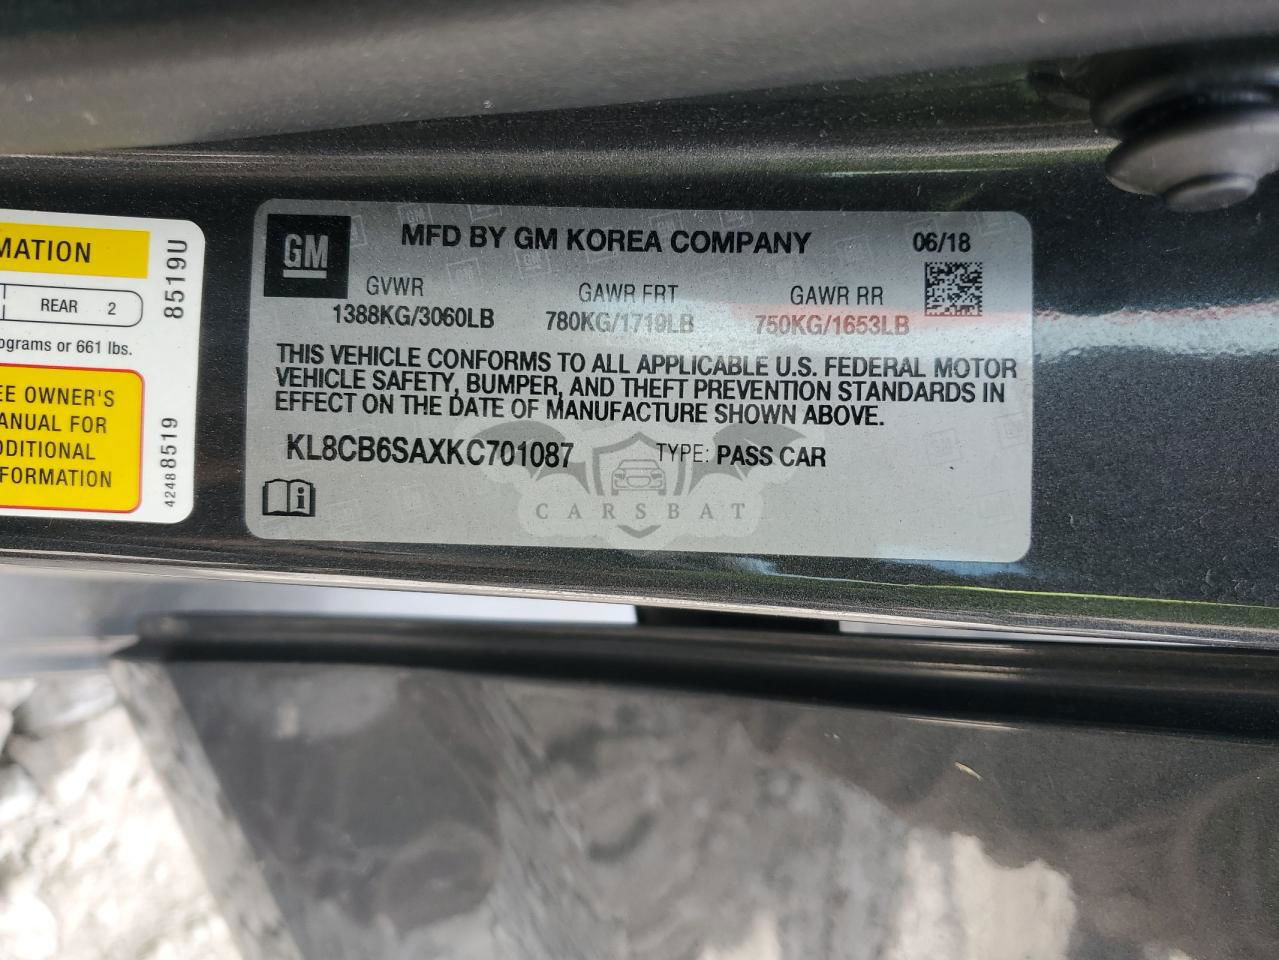 MATION
REAR 2
ograms or 661 lbs.
EE OWNER'S
ANUAL FOR
DDITIONAL
FORMATION
8519U
42488519
GM
MFD BY GM KOREA COMPANY
06/18
GVWR GAWR FRT GAWR RR
1388KG/3060LB 780KG/1719LB 750KG/1653LB
THIS VEHICLE CONFORMS TO ALL APPLICABLE U.S. FEDERAL MOTOR
VEHICLE SAFETY, BUMPER, AND THEFT PREVENTION STANDARDS IN
EFFECT ON THE DATE OF MANUFACTURE SHOWN ABOVE.
KL8CB6SAXKC701087 TYPE: PASS CAR
i
CARSBAT